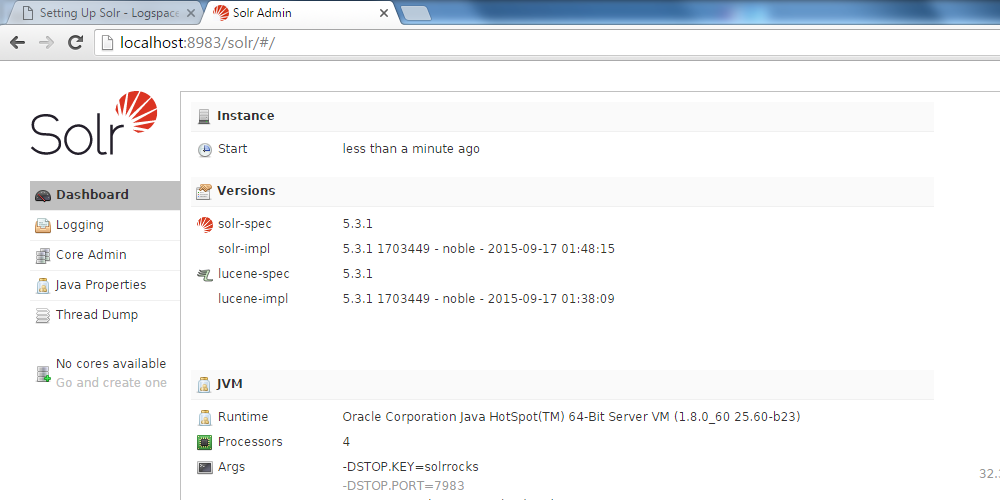 Setting Up Solr - Logspace
Solr Admin
localhost:8983/solr/#/
Solr
Dashboard
Logging
Core Admin
Java Properties
Thread Dump
No cores available
Go and create one
Instance
Start less than a minute ago
Versions
solr-spec 5.3.1
solr-impl 5.3.1 1703449 - noble - 2015-09-17 01:48:15
lucene-spec 5.3.1
lucene-impl 5.3.1 1703449 - noble - 2015-09-17 01:38:09
JVM
Runtime Oracle Corporation Java HotSpot(TM) 64-Bit Server VM (1.8.0_60 25.60-b23)
Processors 4
Args -DSTOP.KEY=solrrocks
-DSTOP.PORT=7983